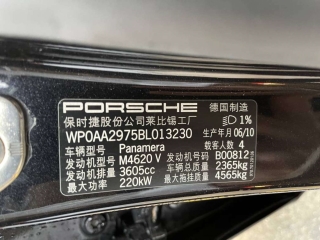 PORSCHE 德国制造
保时捷股份公司莱比锡工厂 1%
WP0AA2975BL013230 生产年月 06/10
车辆型号 Panamera 载客人数 4
发动机型号 M4620 V 发动机号码 B00812
发动机排量 3605cc 最大允许质量 2365kg
最大功率 220kW 最大拖挂质量 4565kg